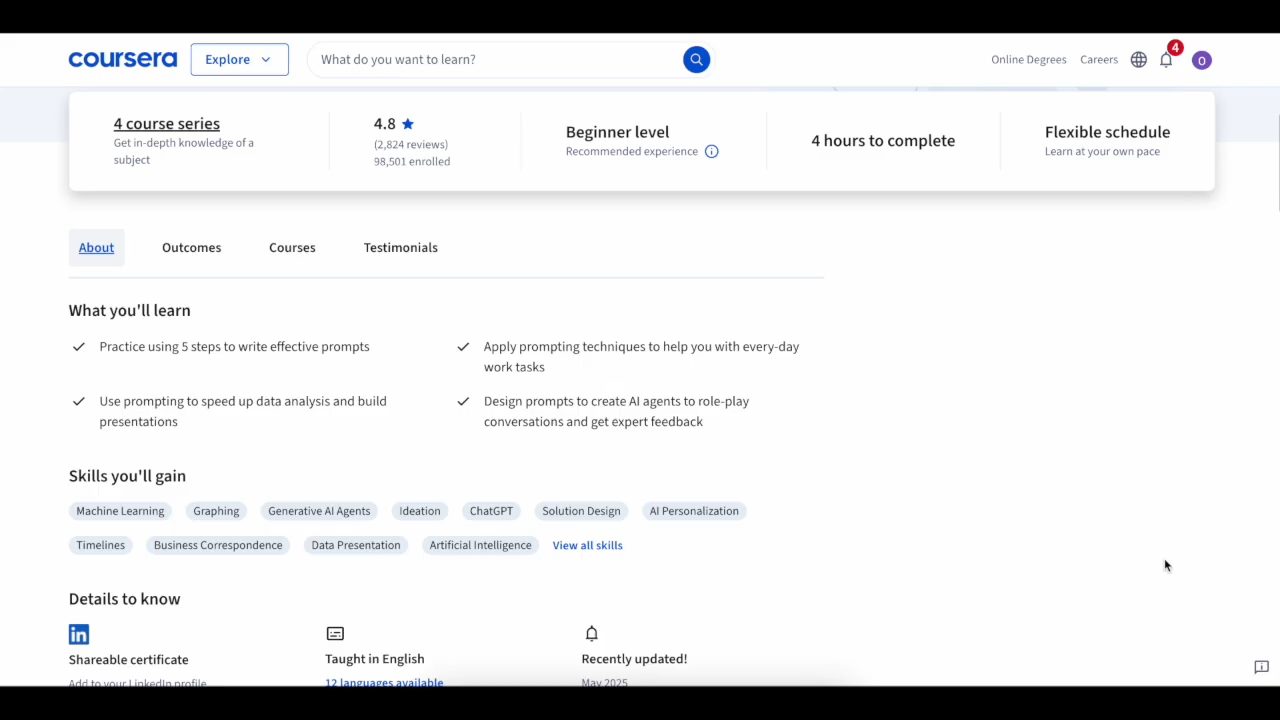 coursera Explore What do you want to learn? Online Degrees Careers 4 O
4 course series
Get in-depth knowledge of a
subject
4.8
(2,824 reviews)
98,501 enrolled
Beginner level
Recommended experience
4 hours to complete
Flexible schedule
Learn at your own pace
About Outcomes Courses Testimonials
What you'll learn
Practice using 5 steps to write effective prompts
Apply prompting techniques to help you with every-day
work tasks
Use prompting to speed up data analysis and build
presentations
Design prompts to create AI agents to role-play
conversations and get expert feedback
Skills you'll gain
Machine Learning Graphing Generative AI Agents Ideation ChatGPT Solution Design AI Personalization
Timelines Business Correspondence Data Presentation Artificial Intelligence View all skills
Details to know
in
Shareable certificate
Add to your LinkedIn profile
Taught in English
12 languages available
Recently updated!
May 2025